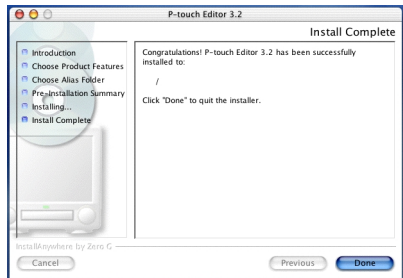 P-touch Editor 3.2
Install Complete
Introduction
Choose Product Features
Choose Alias Folder
Pre-Installation Summary
Installing...
Install Complete
Congratulations! P-touch Editor 3.2 has been successfully
installed to:
/
Click "Done" to quit the installer.
InstallAnywhere by Zero G
Cancel
Previous
Done